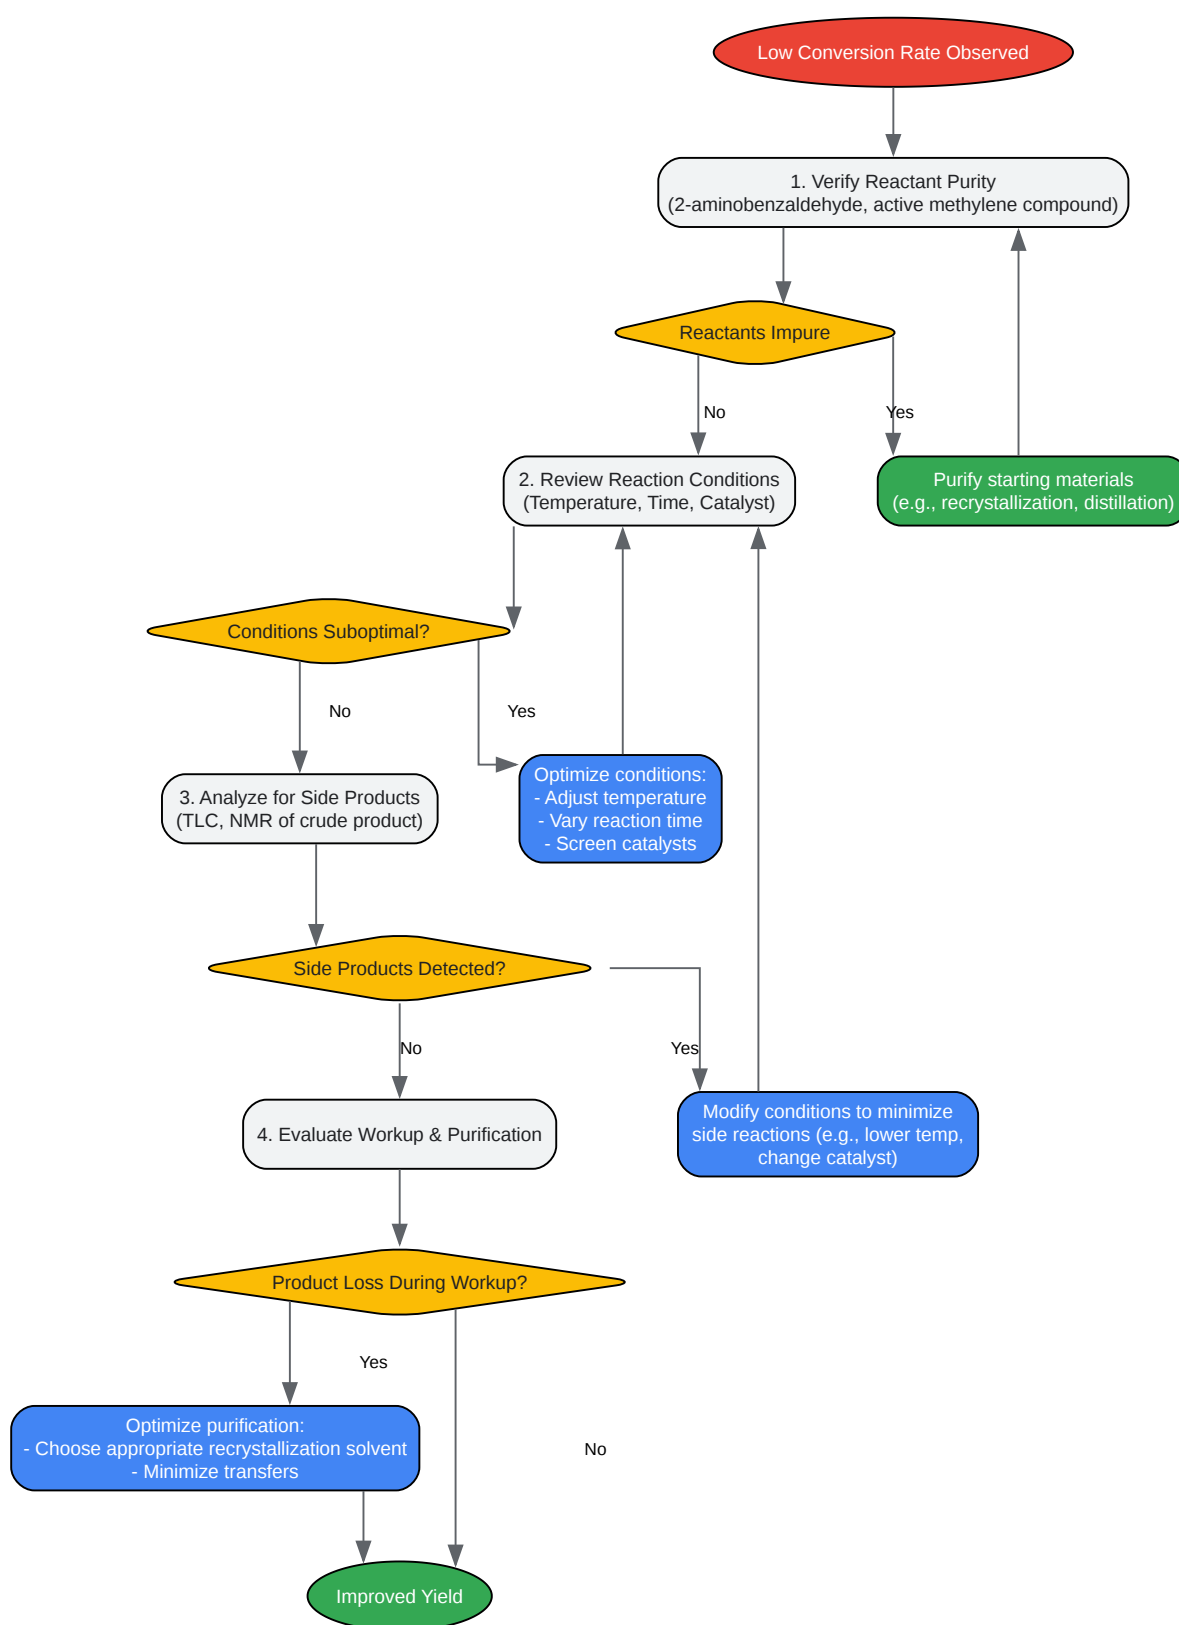 Low Conversion Rate Observed
1. Verify Reactant Purity
(2-aminobenzaldehyde, active methylene compound)
Reactants Impure
No
Yes
2. Review Reaction Conditions
(Temperature, Time, Catalyst)
Purify starting materials
(e.g., recrystallization, distillation)
Conditions Suboptimal?
No
Yes
3. Analyze for Side Products
(TLC, NMR of crude product)
Optimize conditions:
- Adjust temperature
- Vary reaction time
- Screen catalysts
Side Products Detected?
No
Yes
4. Evaluate Workup & Purification
Modify conditions to minimize
side reactions (e.g., lower temp,
change catalyst)
Product Loss During Workup?
Yes
No
Optimize purification:
- Choose appropriate recrystallization solvent
- Minimize transfers
Improved Yield